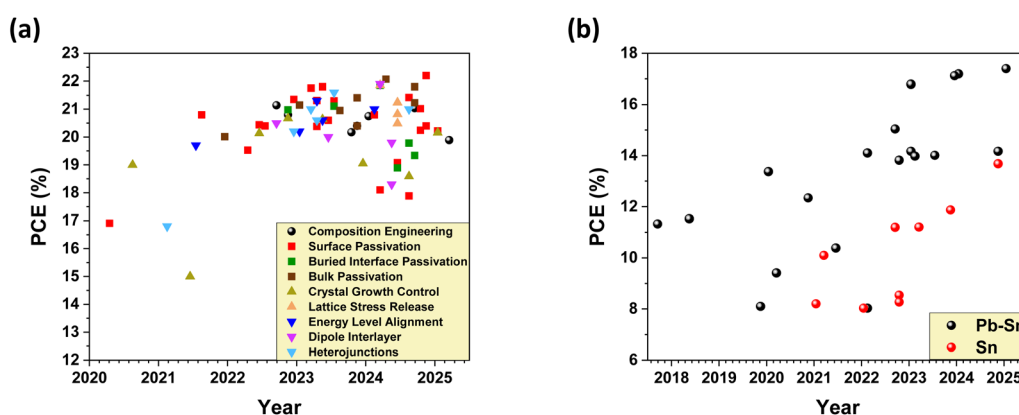 (a)
23
22
21
20
19
18
17
16
15
14
13
12
PCE (%)
2020 2021 2022 2023 2024 2025
Year
Composition Engineering
Surface Passivation
Buried Interface Passivation
Bulk Passivation
Crystal Growth Control
Lattice Stress Release
Energy Level Alignment
Dipole Interlayer
Heterojunctions
(b)
18
16
14
12
10
8
6
PCE (%)
2018 2019 2020 2021 2022 2023 2024 2025
Year
Pb-Sn
Sn